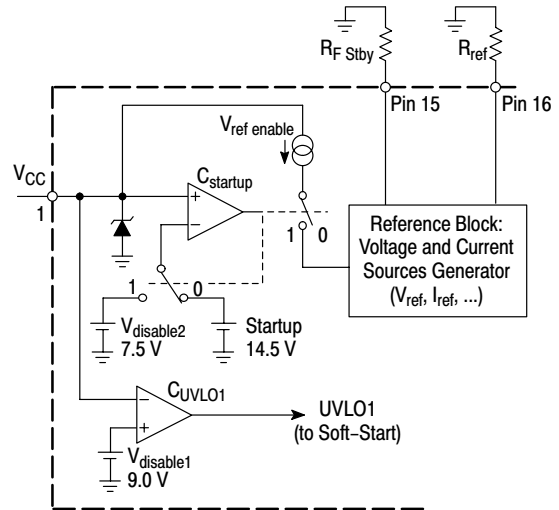 R_F Stby
R_ref
Pin 15
Pin 16
V_ref enable
V_CC
C_startup
1
+
−
1 0
Reference Block:
Voltage and Current
Sources Generator
(V_ref, I_ref, ...)
1 0
V_disable2
7.5 V
Startup
14.5 V
C_UVLO1
−
+
UVLO1
(to Soft−Start)
V_disable1
9.0 V